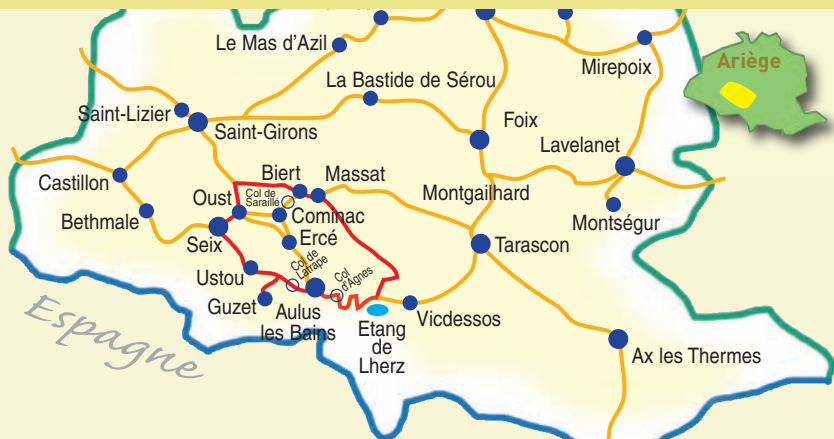 Le Mas d'Azil
Mirepoix
Ariège
La Bastide de Sérou
Saint-Lizier
Saint-Girons
Foix
Lavelanet
Castillon
Biert
Massat
Oust
Col de
Saraillé
Montgailhard
Bethmale
Cominac
Montségur
Seix
Ercé
Tarascon
Ustou
Col de
Latrape
Col
d'Agnes
Guzet
Aulus
les Bains
Vicdessos
Etang
de
Lherz
Espagne
Ax les Thermes